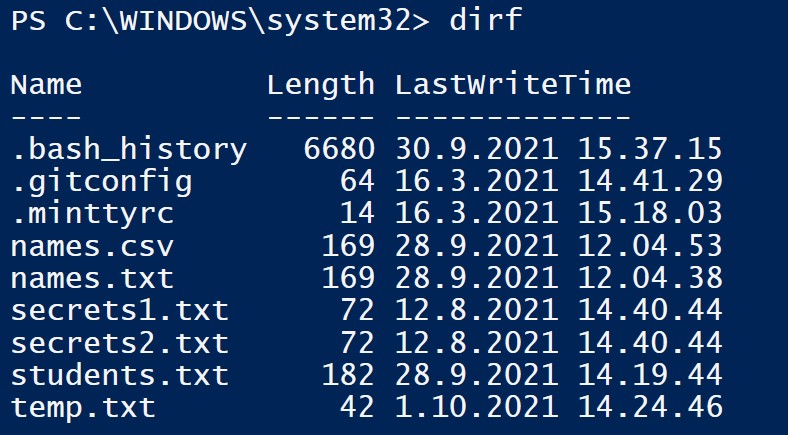 PS C:\WINDOWS\system32> dirf
Name Length LastWriteTime
---- ------ -------------
.bash_history 6680 30.9.2021 15.37.15
.gitconfig 64 16.3.2021 14.41.29
.minttyrc 14 16.3.2021 15.18.03
names.csv 169 28.9.2021 12.04.53
names.txt 169 28.9.2021 12.04.38
secrets1.txt 72 12.8.2021 14.40.44
secrets2.txt 72 12.8.2021 14.40.44
students.txt 182 28.9.2021 14.19.44
temp.txt 42 1.10.2021 14.24.46